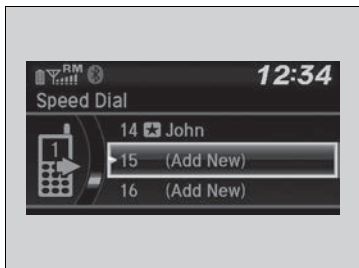 RM 12:34
Speed Dial
14 John
1
15 (Add New)
16 (Add New)